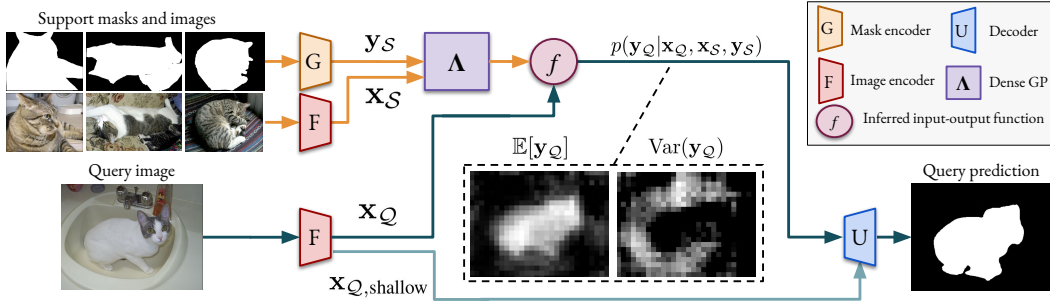 Support masks and images
G
F
𝐲_𝒮
𝐱_𝒮
Λ
f
p(𝐲_𝒬|𝐱_𝒬, 𝐱_𝒮, 𝐲_𝒮)
𝔼[𝐲_𝒬]
Var(𝐲_𝒬)
Query image
F
𝐱_𝒬
𝐱_𝒬,shallow
U
Query prediction
G Mask encoder
U Decoder
F Image encoder
Λ Dense GP
f Inferred input-output function